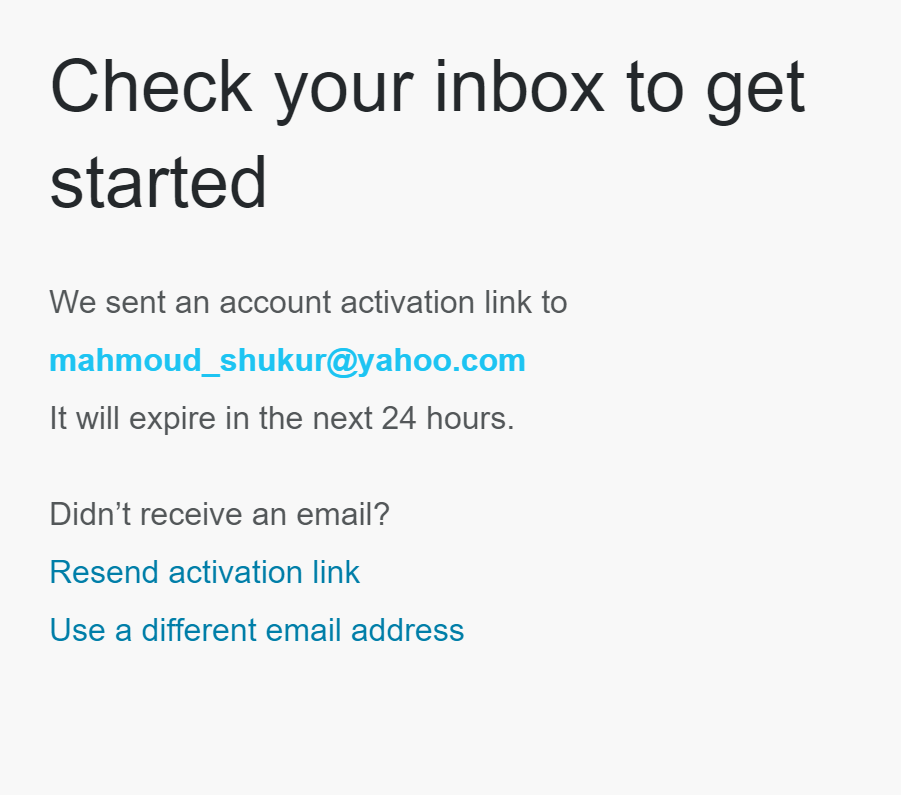 Check your inbox to get
started
We sent an account activation link to
mahmoud_shukur@yahoo.com
It will expire in the next 24 hours.
Didn’t receive an email?
Resend activation link
Use a different email address